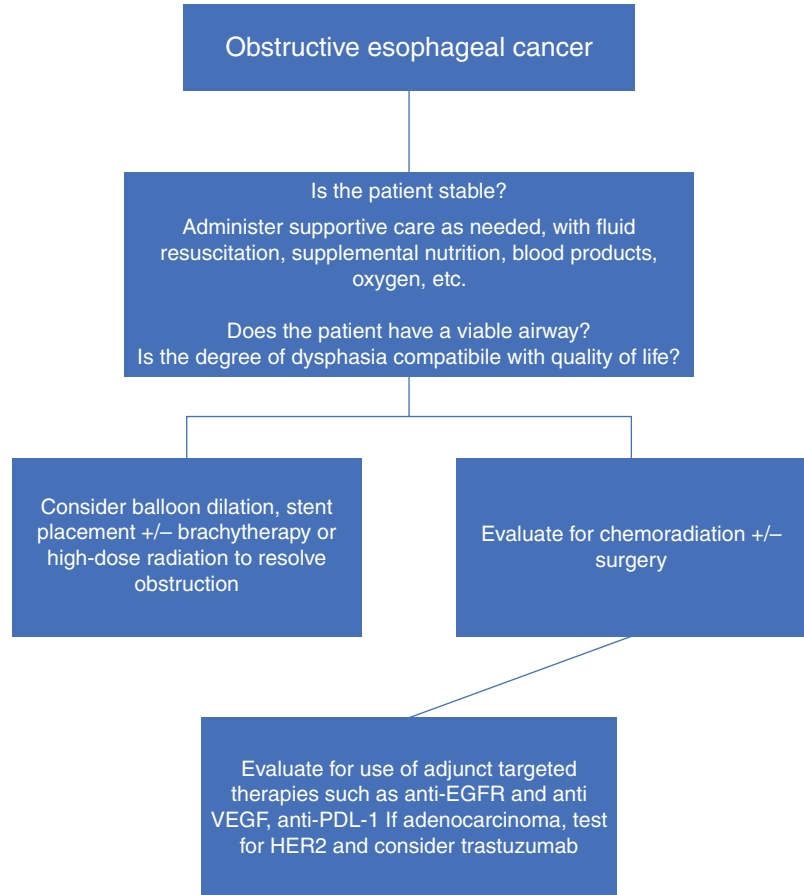 Obstructive esophageal cancer
Is the patient stable?
Administer supportive care as needed, with fluid
resuscitation, supplemental nutrition, blood products,
oxygen, etc.
Does the patient have a viable airway?
Is the degree of dysphasia compatibile with quality of life?
Consider balloon dilation, stent
placement +/– brachytherapy or
high-dose radiation to resolve
obstruction
Evaluate for chemoradiation +/–
surgery
Evaluate for use of adjunct targeted
therapies such as anti-EGFR and anti
VEGF, anti-PDL-1 If adenocarcinoma, test
for HER2 and consider trastuzumab